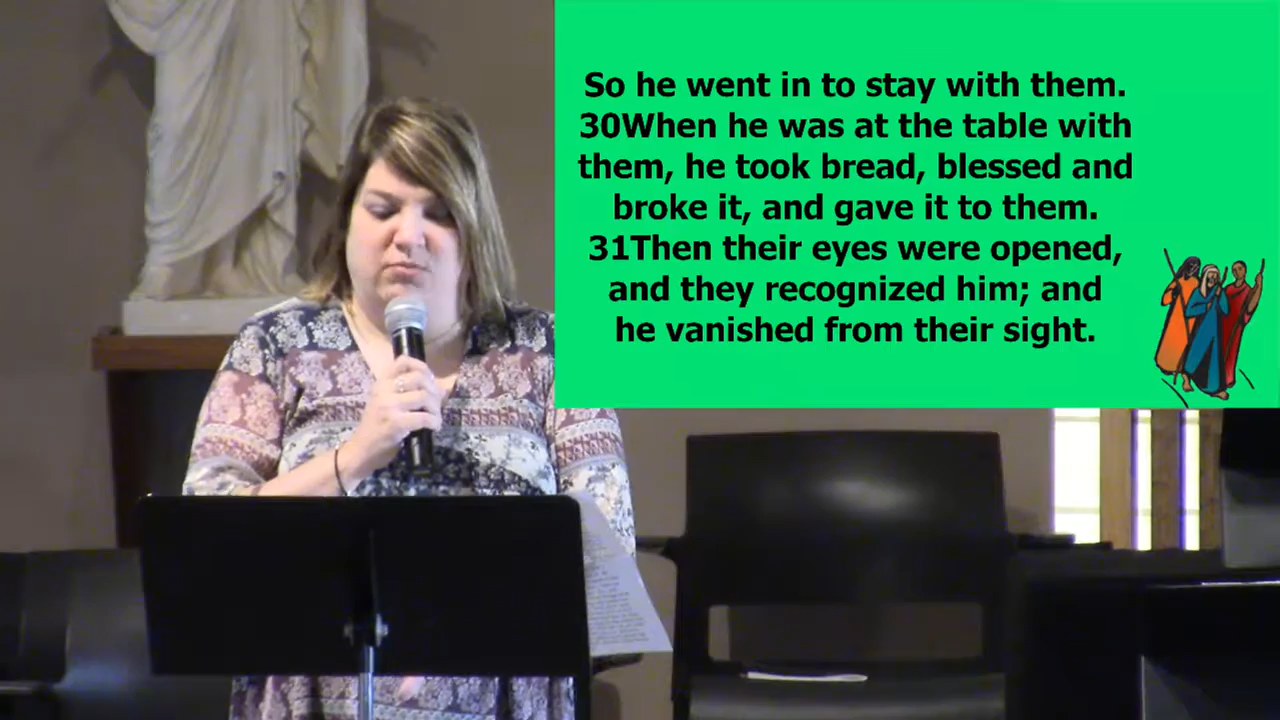 So he went in to stay with them.
30When he was at the table with
them, he took bread, blessed and
broke it, and gave it to them.
31Then their eyes were opened,
and they recognized him; and
he vanished from their sight.